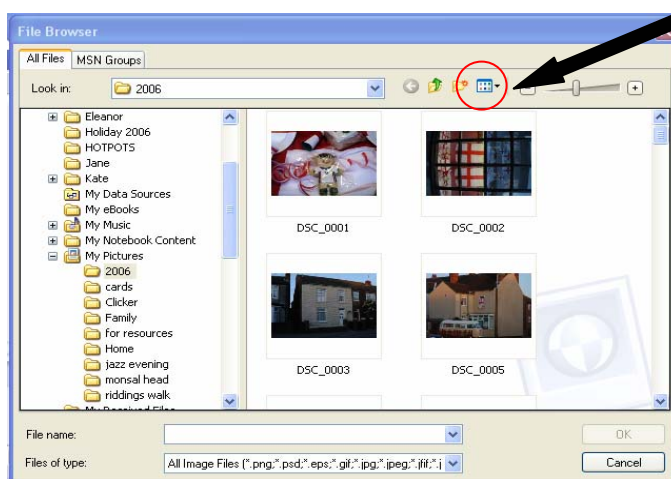 File Browser
All Files
MSN Groups
Look in:
2006
Eleanor
Holiday 2006
HOTPOTS
Jane
Kate
My Data Sources
My eBooks
My Music
My Notebook Content
My Pictures
2006
cards
Clicker
Family
for resources
Home
jazz evening
monsal head
riddings walk
My Received Files
DSC_0001
DSC_0002
DSC_0003
DSC_0005
File name:
OK
Files of type:
All Image Files (*.png;*.psd;*.eps;*.gif;*.jpg;*.jpeg;*.jfif;*.j
Cancel